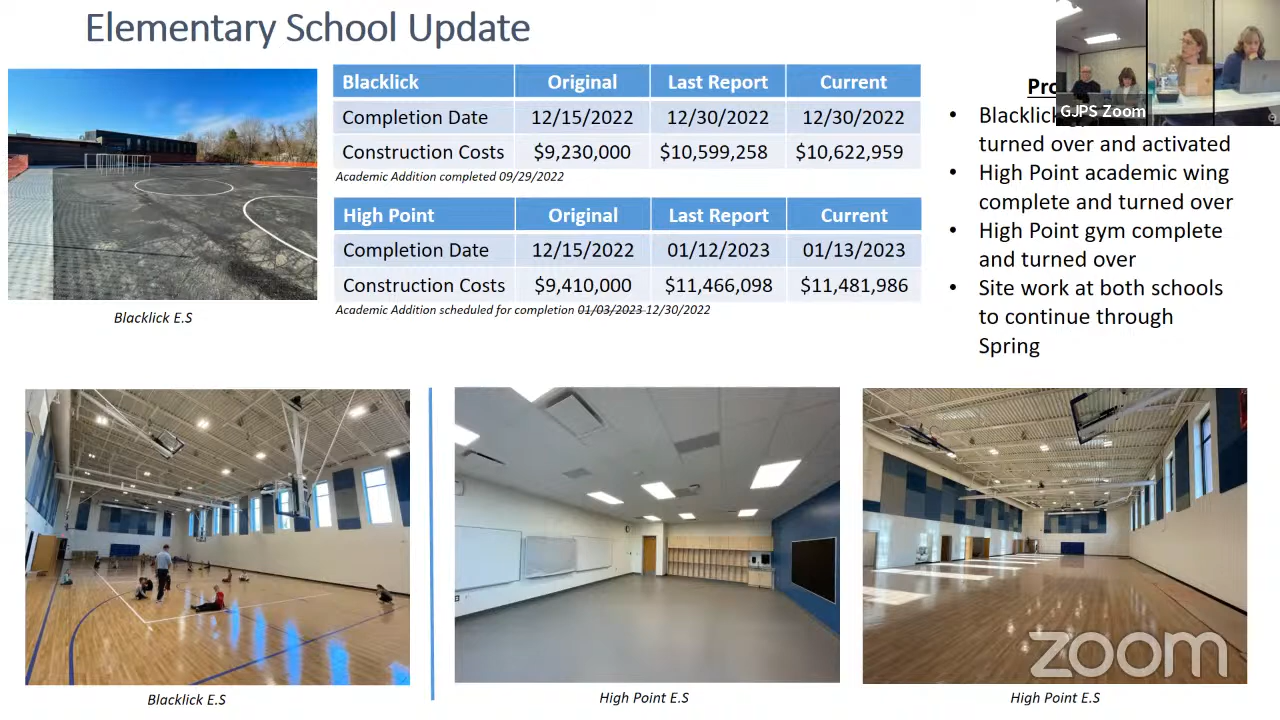 Elementary School Update
Blacklick Original Last Report Current
Completion Date 12/15/2022 12/30/2022 12/30/2022
Construction Costs $9,230,000 $10,599,258 $10,622,959
Academic Addition completed 09/29/2022
High Point Original Last Report Current
Completion Date 12/15/2022 01/12/2023 01/13/2023
Construction Costs $9,410,000 $11,466,098 $11,481,986
Academic Addition scheduled for completion 01/03/2023 12/30/2022
GJPS Zoom
• Blacklick
turned over and activated
• High Point academic wing
complete and turned over
• High Point gym complete
and turned over
• Site work at both schools
to continue through
Spring
Blacklick E.S
Blacklick E.S
High Point E.S
High Point E.S
zoom